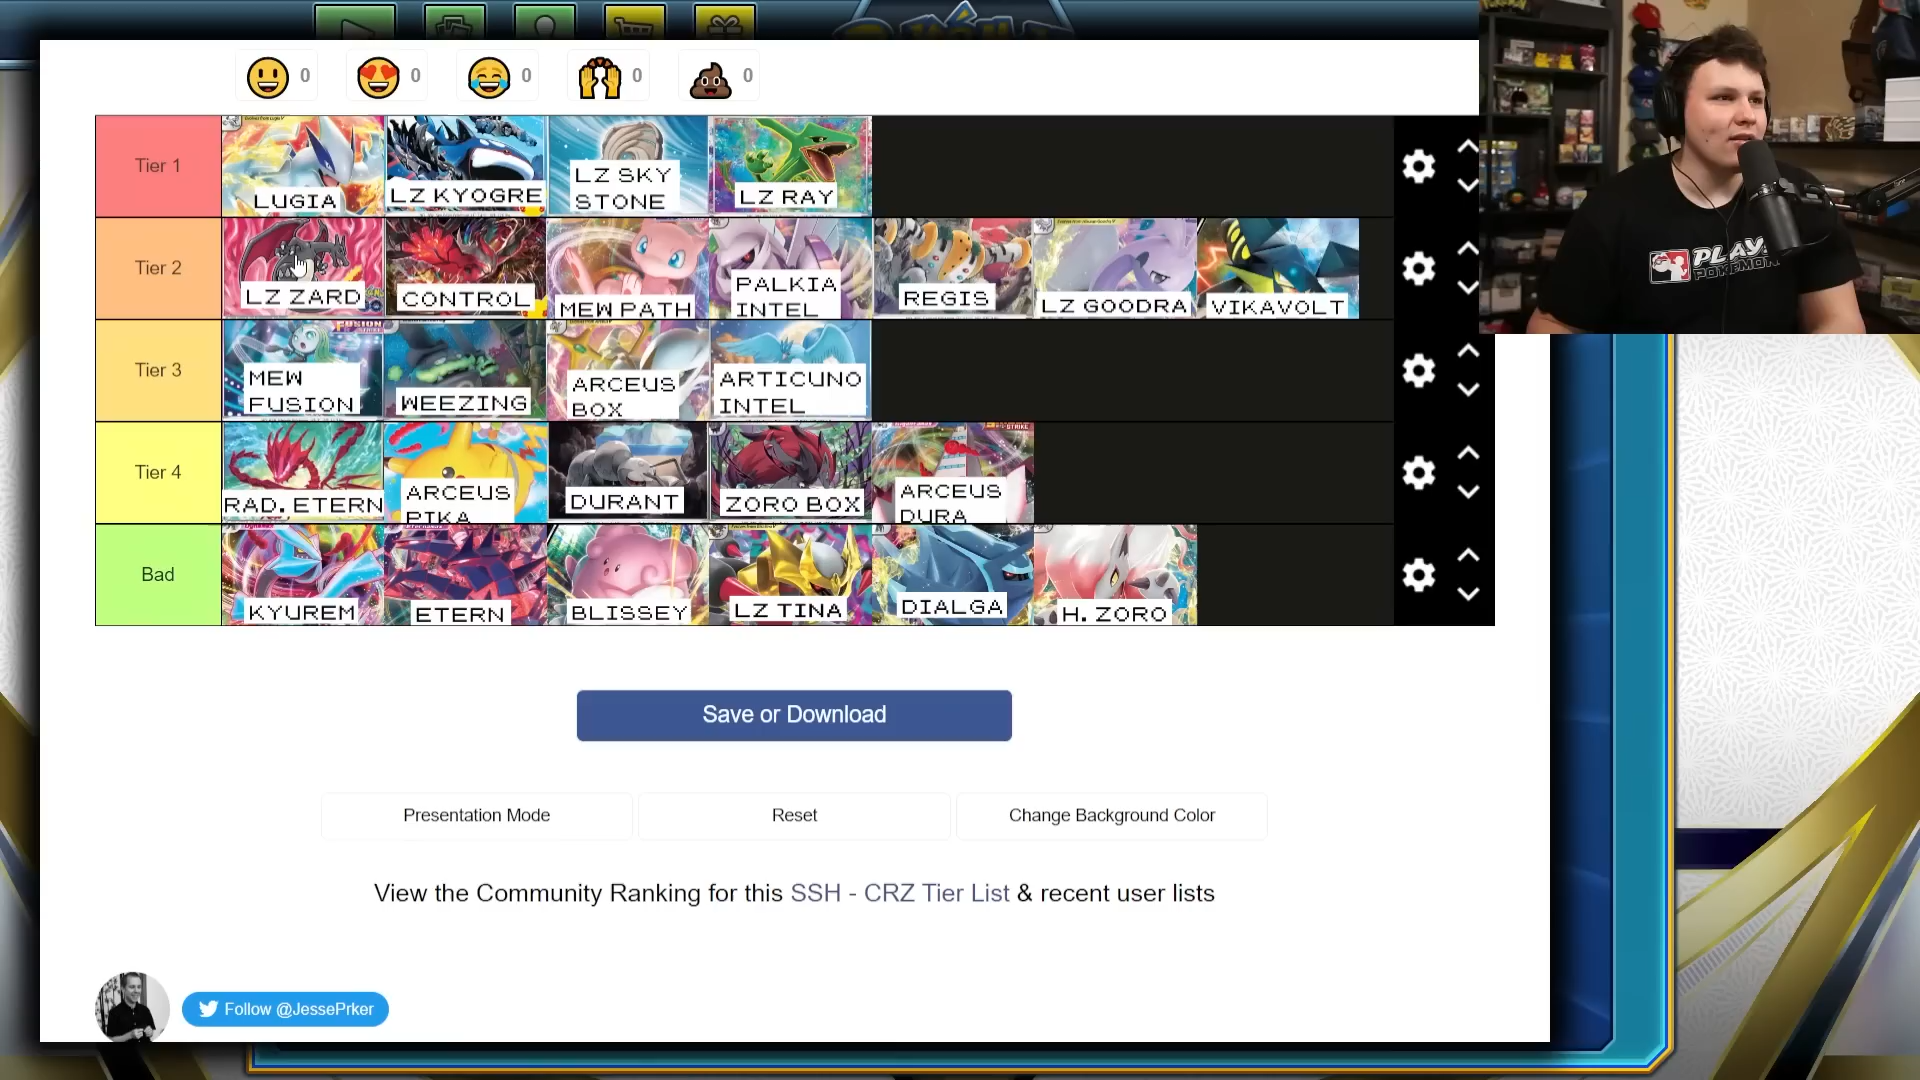 0 0 0 0 0
Tier 1
LUGIA
LZ KYOGRE
LZ SKY
STONE
LZ RAY
Tier 2
LZ ZARD
CONTROL
MEW PATH
PALKIA
INTEL
REGIS
LZ GOODRA
VIKAVOLT
Tier 3
FUSION
MEW
FUSION
WEEZING
ARCEUS
BOX
ARTICUNO
INTEL
Tier 4
RAD. ETERN
ARCEUS
PIKA
DURANT
ZORO BOX
ARCEUS
DURA
Bad
KYUREM
ETERN
BLISSEY
LZ TINA
DIALGA
H. ZORO
PLAY!
POKÉMON
Save or Download
Presentation Mode
Reset
Change Background Color
View the Community Ranking for this SSH - CRZ Tier List & recent user lists
Follow @JessePrker